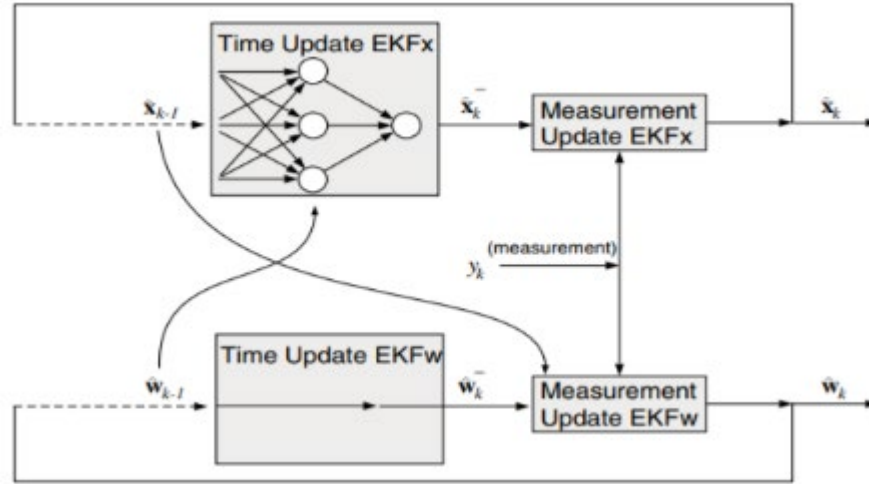 Time Update EKFx
x̂ₖ₋₁
x̂ₖ⁻
Measurement
Update EKFx
x̂ₖ
(measurement)
yₖ
Time Update EKFw
ŵₖ₋₁
ŵₖ⁻
Measurement
Update EKFw
ŵₖ